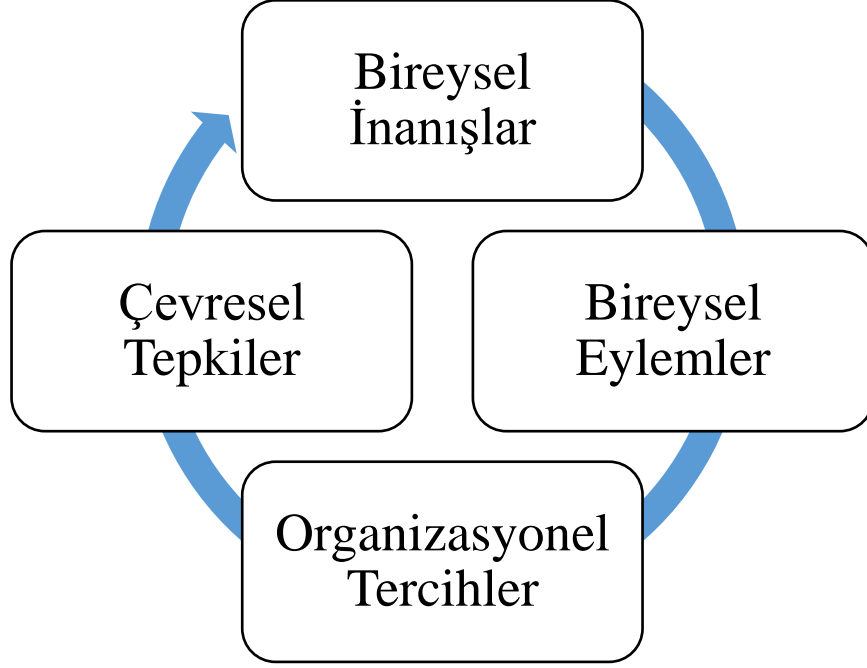 Bireysel
İnanışlar
Bireysel
Eylemler
Organizasyonel
Tercihler
Çevresel
Tepkiler